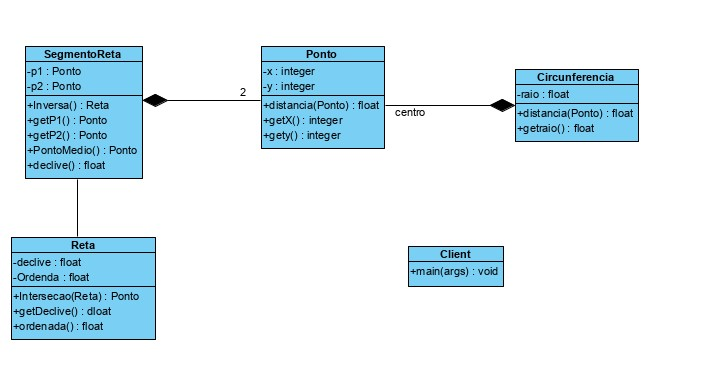 SegmentoReta
-p1 : Ponto
-p2 : Ponto
+Inversa() : Reta
+getP1() : Ponto
+getP2() : Ponto
+PontoMedio() : Ponto
+declive() : float
2
Ponto
-x : integer
-y : integer
+distancia(Ponto) : float
+getX() : integer
+gety() : integer
centro
Circunferencia
-raio : float
+distancia(Ponto) : float
+getraio() : float
Reta
-declive : float
-Ordenda : float
+Intersecao(Reta) : Ponto
+getDeclive() : dloat
+ordenada() : float
Client
+main(args) : void